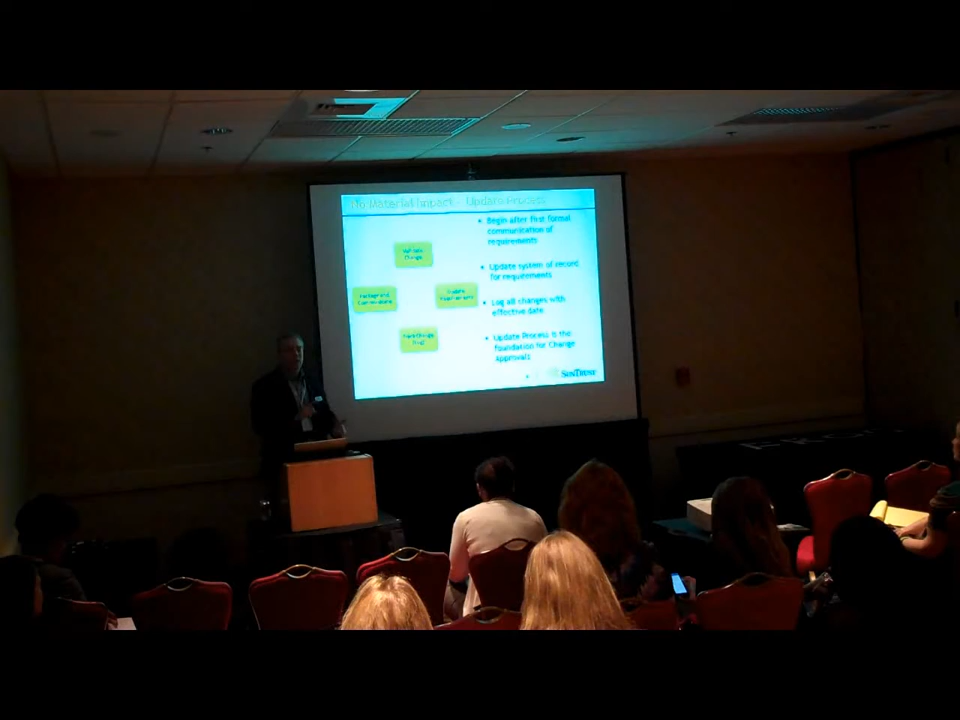 No Material Impact - Update Process
• Begin after first formal
communication of
requirements
• Update system of record
for requirements
• Log all changes with
effective date
• Update Process is the
foundation for Change
Approvals
SunTrust